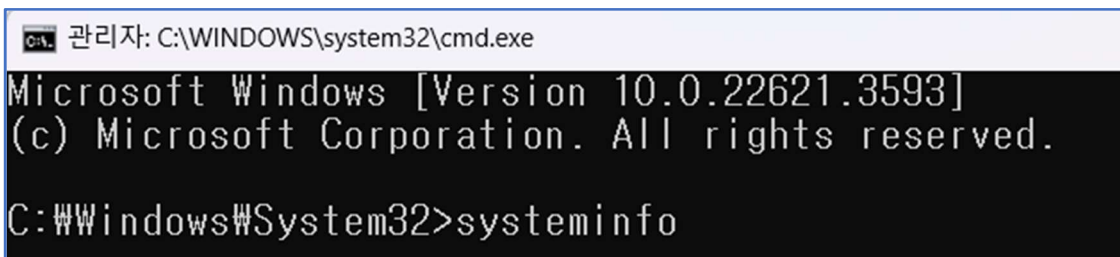 관리자: C:\WINDOWS\system32\cmd.exe
Microsoft Windows [Version 10.0.22621.3593]
(c) Microsoft Corporation. All rights reserved.
C:₩Windows₩System32>systeminfo